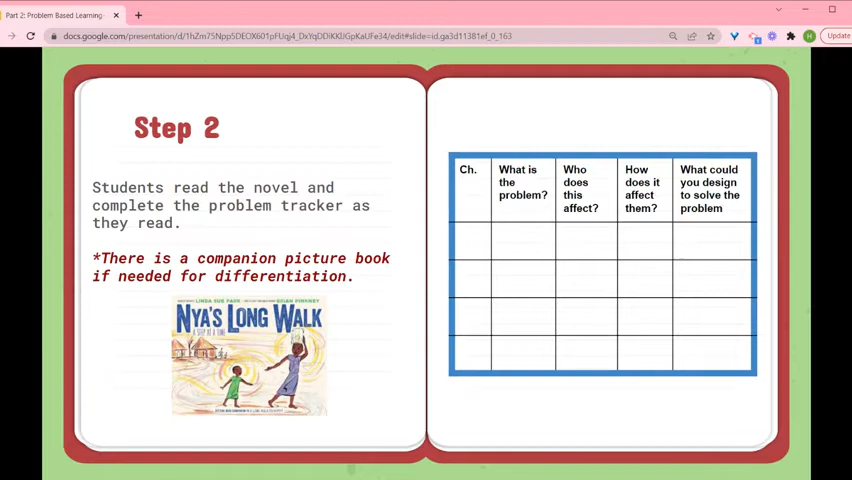 Part 2: Problem Based Learning -
docs.google.com/presentation/d/1hZm75Npp5DEOX601pFUqj4_DxYqDDiKKUGpKaUFe34/edit#slide=id.ga3d11381ef_0_163
H
Update
Step 2
Students read the novel and
complete the problem tracker as
they read.
*There is a companion picture book
if needed for differentiation.
LINDA SUE PARK
BRIAN PINKNEY
NYA'S LONG WALK
A STEP AT A TIME
Ch.
What is
the
problem?
Who
does
this
affect?
How
does it
affect
them?
What could
you design
to solve the
problem